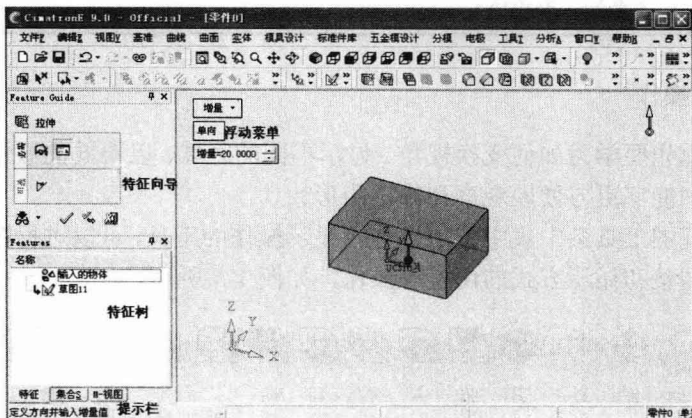 CimatronE 9.0 - Official - [零件0]
文件F 编辑E 视图V 基准 曲线 曲面 实体 模具设计 标准件库 五金模设计 分模 电极 工具T 分析A 窗口W 帮助H
Feature Guide
增量
拉伸
单向 浮动菜单
必需
增量=20.0000
可选
特征向导
Features
名称
输入的物体
草图11
特征树
Z
Y
X
特征 集合S M-视图
定义方向并输入增量值 提示栏
零件0